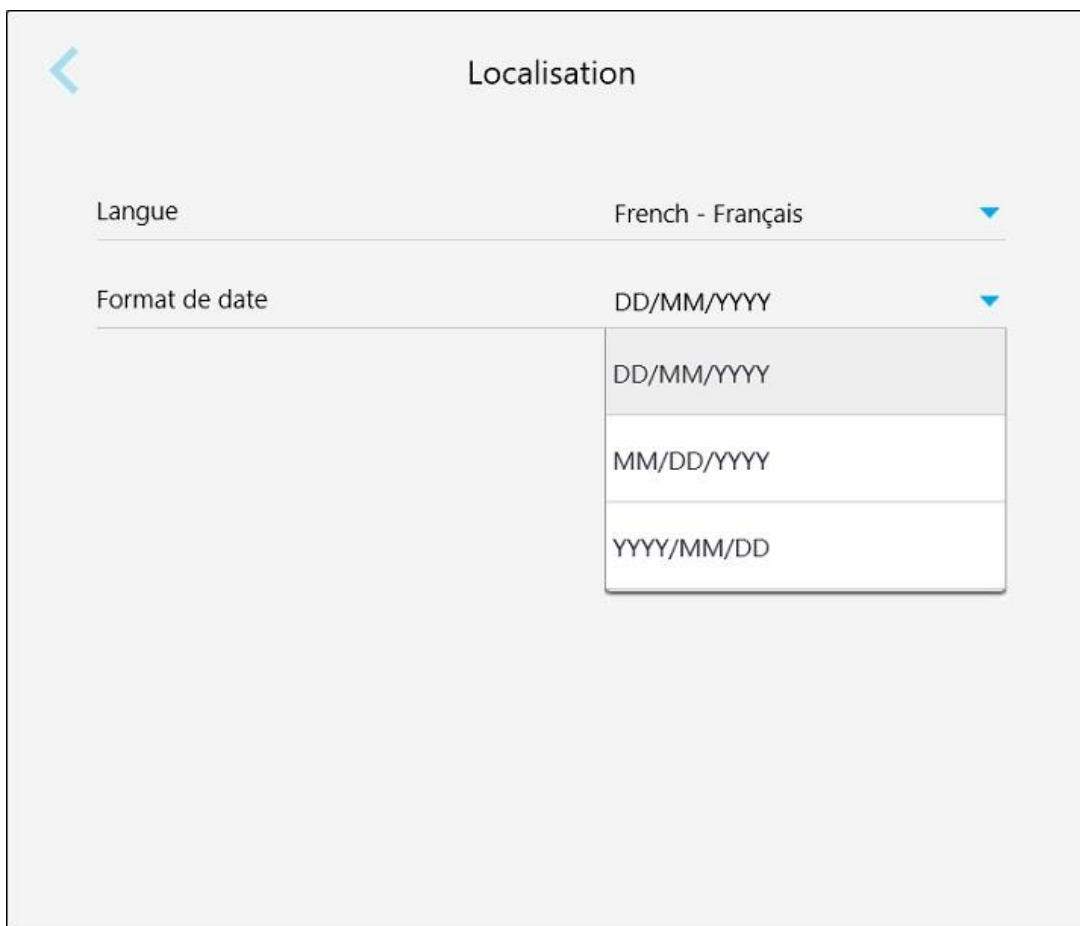 Localisation
Langue French - Français
Format de date DD/MM/YYYY
DD/MM/YYYY
MM/DD/YYYY
YYYY/MM/DD